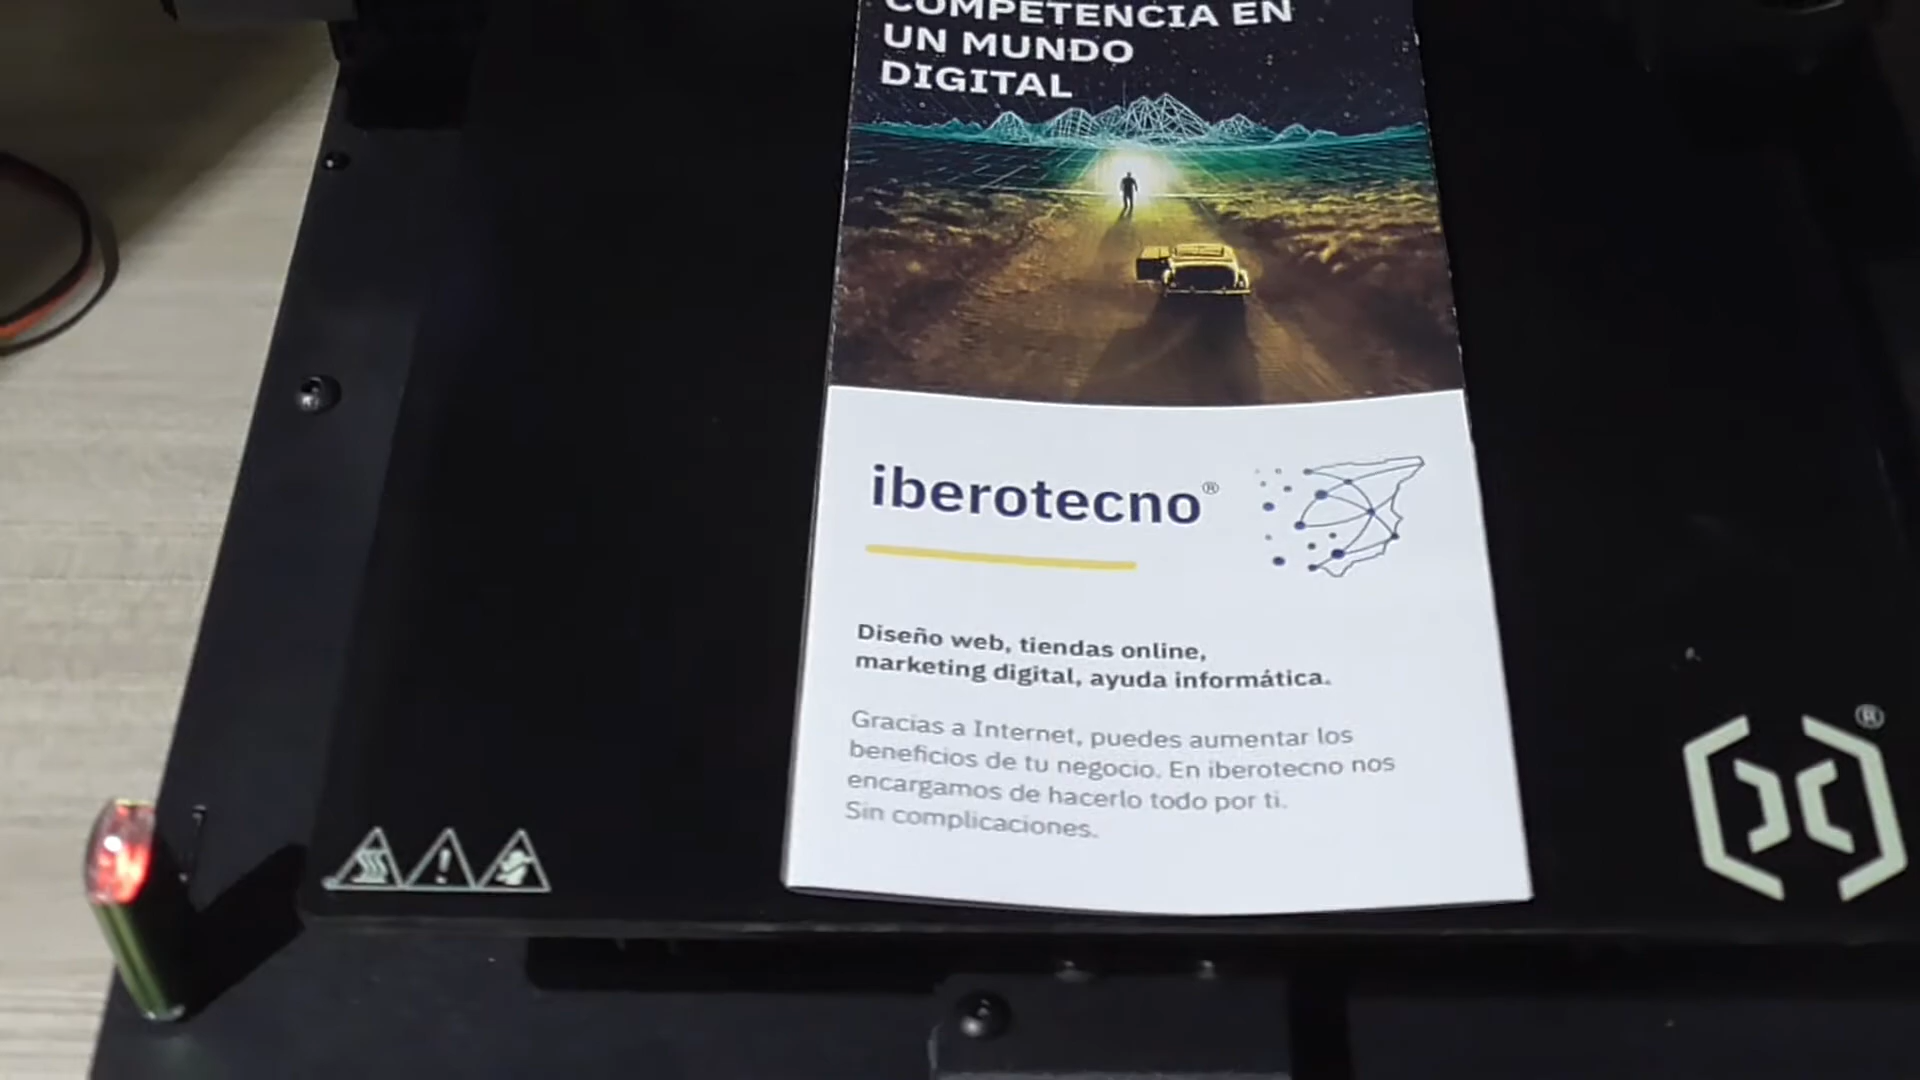 COMPETENCIA EN
UN MUNDO
DIGITAL
iberotecno®
Diseño web, tiendas online,
marketing digital, ayuda informática.
Gracias a Internet, puedes aumentar los
beneficios de tu negocio. En iberotecno nos
encargamos de hacerlo todo por ti.
Sin complicaciones.
®